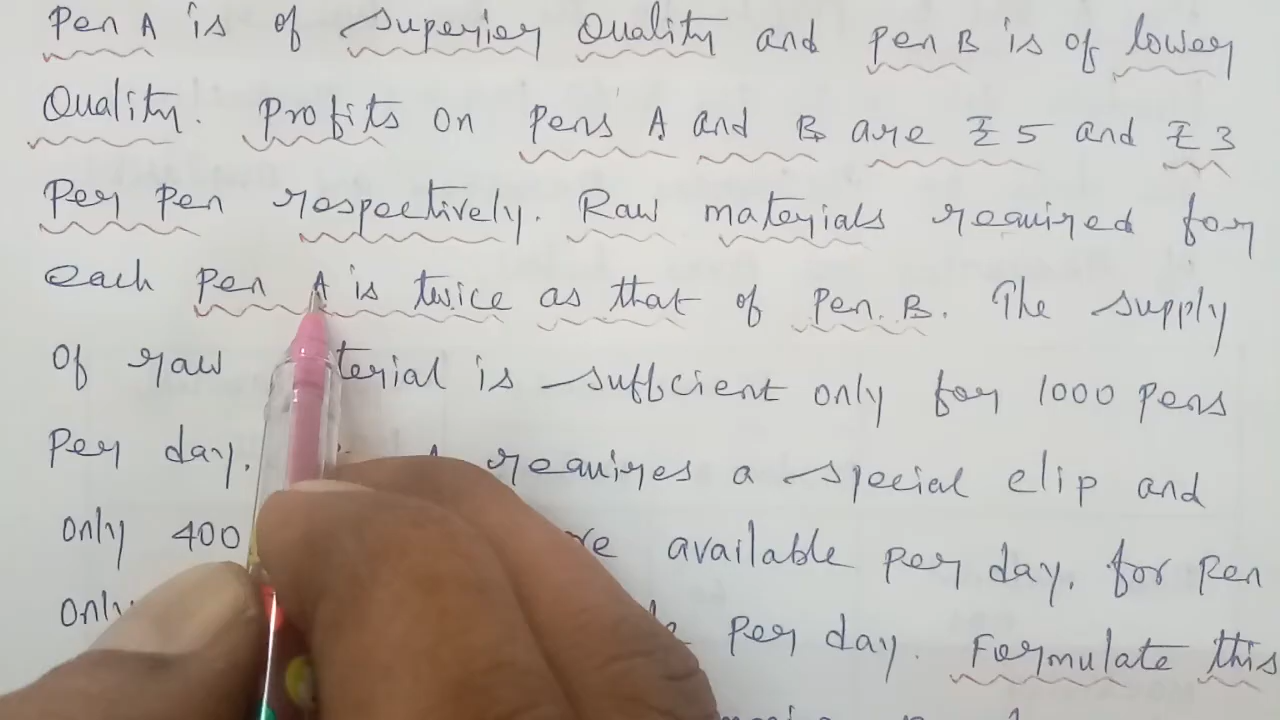 Pen A is of superior Quality and pen B is of lower
Quality. Profits on pens A and B are ₹5 and ₹3
Per pen respectively. Raw materials required for
each pen A is twice as that of pen B. The supply
of raw terial is sufficient only for 1000 pens
Per day. requires a special clip and
only 400 available per day. for pen
only per day. Formulate this